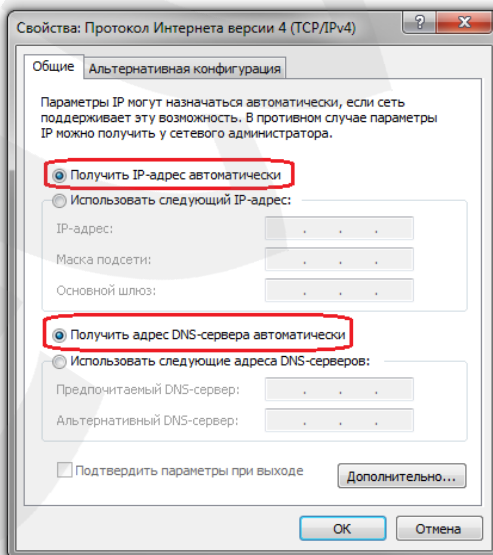 Свойства: Протокол Интернета версии 4 (TCP/IPv4)
Общие
Альтернативная конфигурация
Параметры IP могут назначаться автоматически, если сеть
поддерживает эту возможность. В противном случае параметры
IP можно получить у сетевого администратора.
Получить IP-адрес автоматически
Использовать следующий IP-адрес:
IP-адрес:
Маска подсети:
Основной шлюз:
Получить адрес DNS-сервера автоматически
Использовать следующие адреса DNS-серверов:
Предпочитаемый DNS-сервер:
Альтернативный DNS-сервер:
Подтвердить параметры при выходе
Дополнительно...
ОК
Отмена